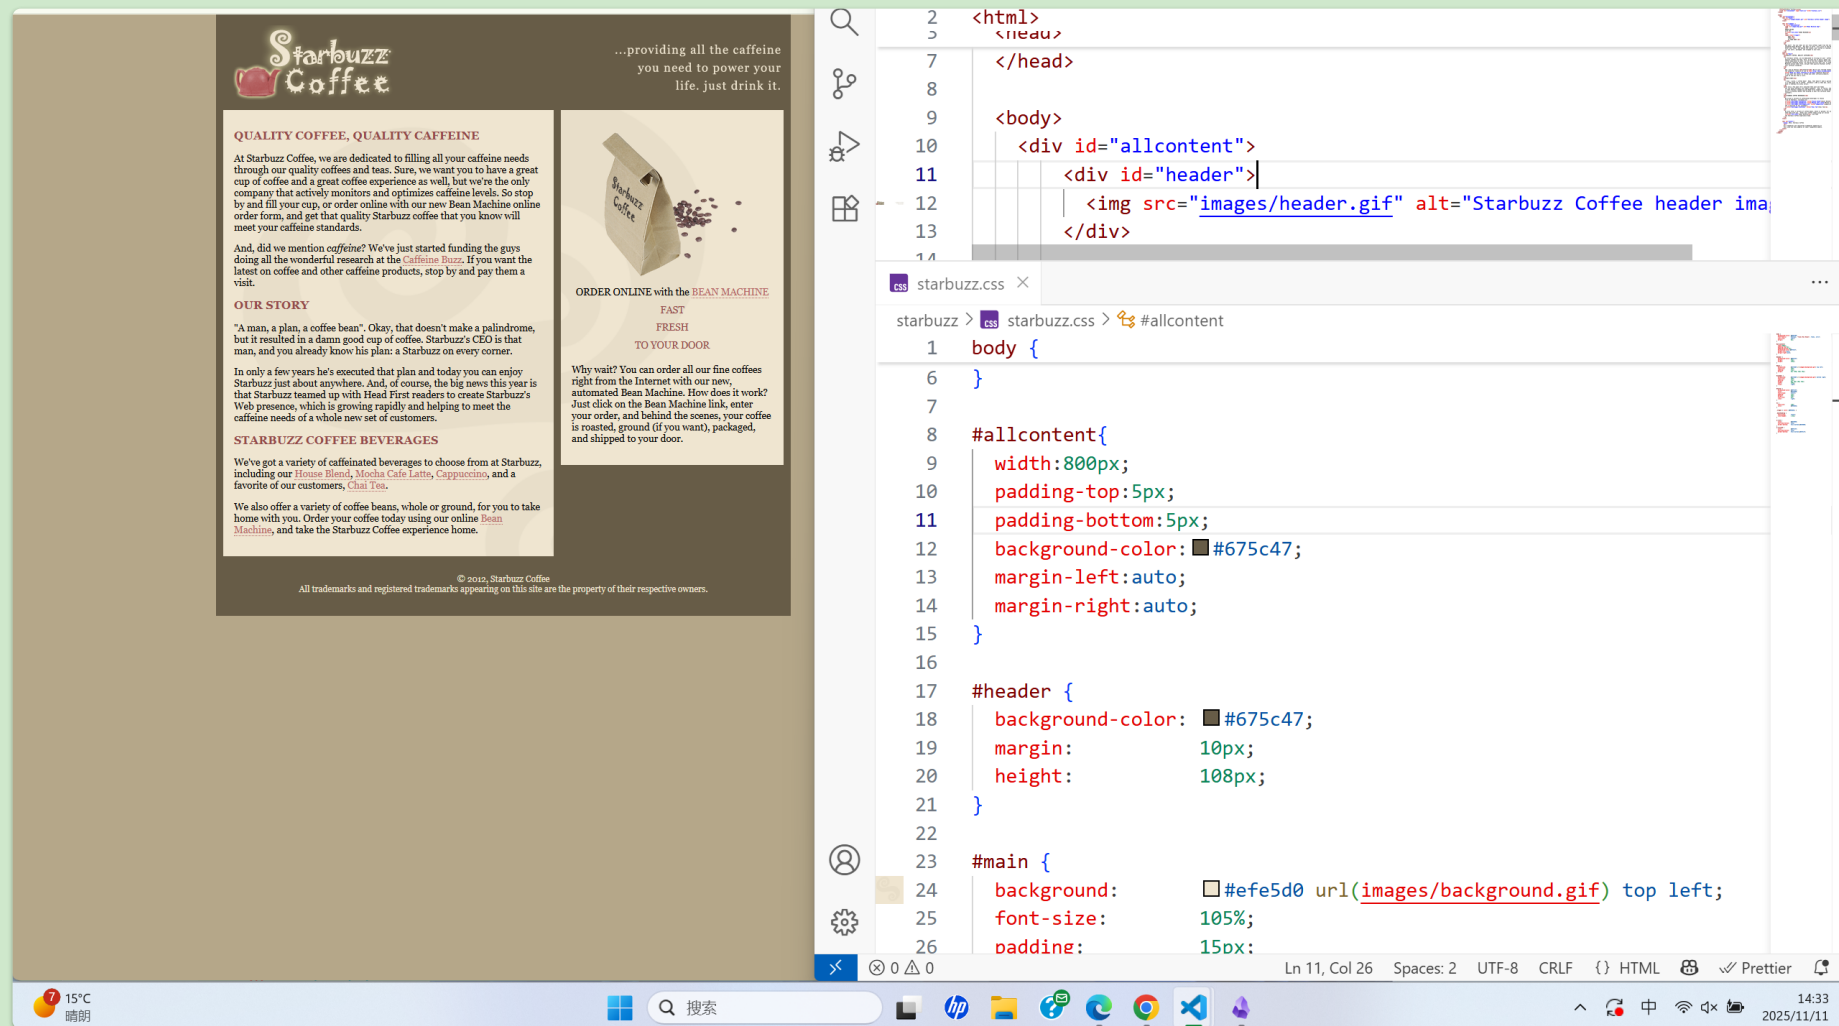 Starbuzz
Coffee
...providing all the caffeine
you need to power your
life. just drink it.
QUALITY COFFEE, QUALITY CAFFEINE
At Starbuzz Coffee, we are dedicated to filling all your caffeine needs
through our quality coffees and teas. Sure, we want you to have a great
cup of coffee and a great coffee experience as well, but we're the only
company that actively monitors and optimizes caffeine levels. So stop
by and fill your cup, or order online with our new Bean Machine online
order form, and get that quality Starbuzz coffee that you know will
meet your caffeine standards.
And, did we mention caffeine? We've just started funding the guys
doing all the wonderful research at the Caffeine Buzz. If you want the
latest on coffee and other caffeine products, stop by and pay them a
visit.
OUR STORY
"A man, a plan, a coffee bean". Okay, that doesn't make a palindrome,
but it resulted in a damn good cup of coffee. Starbuzz's CEO is that
man, and you already know his plan: a Starbuzz on every corner.
In only a few years he's executed that plan and today you can enjoy
Starbuzz just about anywhere. And, of course, the big news this year is
that Starbuzz teamed up with Head First readers to create Starbuzz's
Web presence, which is growing rapidly and helping to meet the
caffeine needs of a whole new set of customers.
STARBUZZ COFFEE BEVERAGES
We've got a variety of caffeinated beverages to choose from at Starbuzz,
including our House Blend, Mocha Cafe Latte, Cappuccino, and a
favorite of our customers, Chai Tea.
We also offer a variety of coffee beans, whole or ground, for you to take
home with you. Order your coffee today using our online Bean
Machine, and take the Starbuzz Coffee experience home.
Starbuzz
Coffee
ORDER ONLINE with the BEAN MACHINE
FAST
FRESH
TO YOUR DOOR
Why wait? You can order all our fine coffees
right from the Internet with our new,
automated Bean Machine. How does it work?
Just click on the Bean Machine link, enter
your order, and behind the scenes, your coffee
is roasted, ground (if you want), packaged,
and shipped to your door.
© 2012, Starbuzz Coffee
All trademarks and registered trademarks appearing on this site are the property of their respective owners.
2 <html>
3 <head>
7 </head>
8
9 <body>
10 <div id="allcontent">
11 <div id="header">
12 <img src="images/header.gif" alt="Starbuzz Coffee header ima
13 </div>
14
css starbuzz.css
starbuzz > css starbuzz.css > #allcontent
1 body {
6 }
7
8 #allcontent{
9 width:800px;
10 padding-top:5px;
11 padding-bottom:5px;
12 background-color:#675c47;
13 margin-left:auto;
14 margin-right:auto;
15 }
16
17 #header {
18 background-color: #675c47;
19 margin: 10px;
20 height: 108px;
21 }
22
23 #main {
24 background: #efe5d0 url(images/background.gif) top left;
25 font-size: 105%;
26 padding: 15px;
0 0
Ln 11, Col 26 Spaces: 2 UTF-8 CRLF {} HTML Prettier
7 15°C
晴朗
搜索
hp
中
14:33
2025/11/11